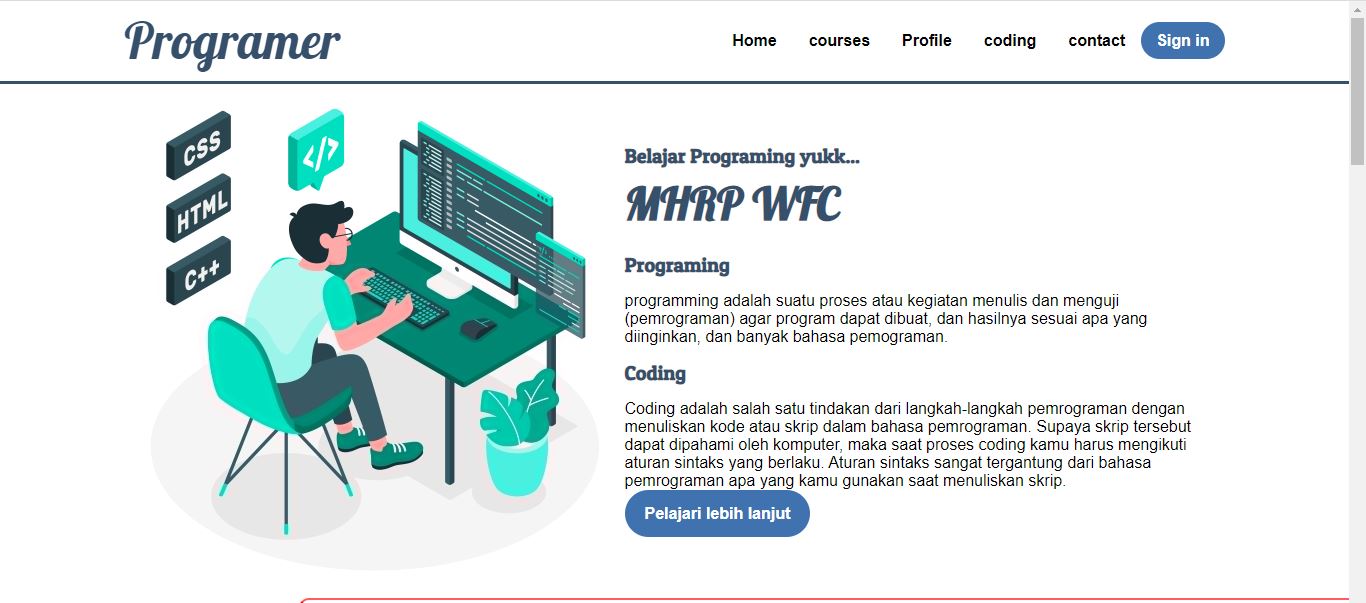 Programer
Home courses Profile coding contact Sign in
CSS
</>
HTML
C++
Belajar Programing yukk...
MHRP WFC
Programing
programming adalah suatu proses atau kegiatan menulis dan menguji
(pemrograman) agar program dapat dibuat, dan hasilnya sesuai apa yang
diinginkan, dan banyak bahasa pemograman.
Coding
Coding adalah salah satu tindakan dari langkah-langkah pemrograman dengan
menuliskan kode atau skrip dalam bahasa pemrograman. Supaya skrip tersebut
dapat dipahami oleh komputer, maka saat proses coding kamu harus mengikuti
aturan sintaks yang berlaku. Aturan sintaks sangat tergantung dari bahasa
pemrograman apa yang kamu gunakan saat menuliskan skrip.
Pelajari lebih lanjut